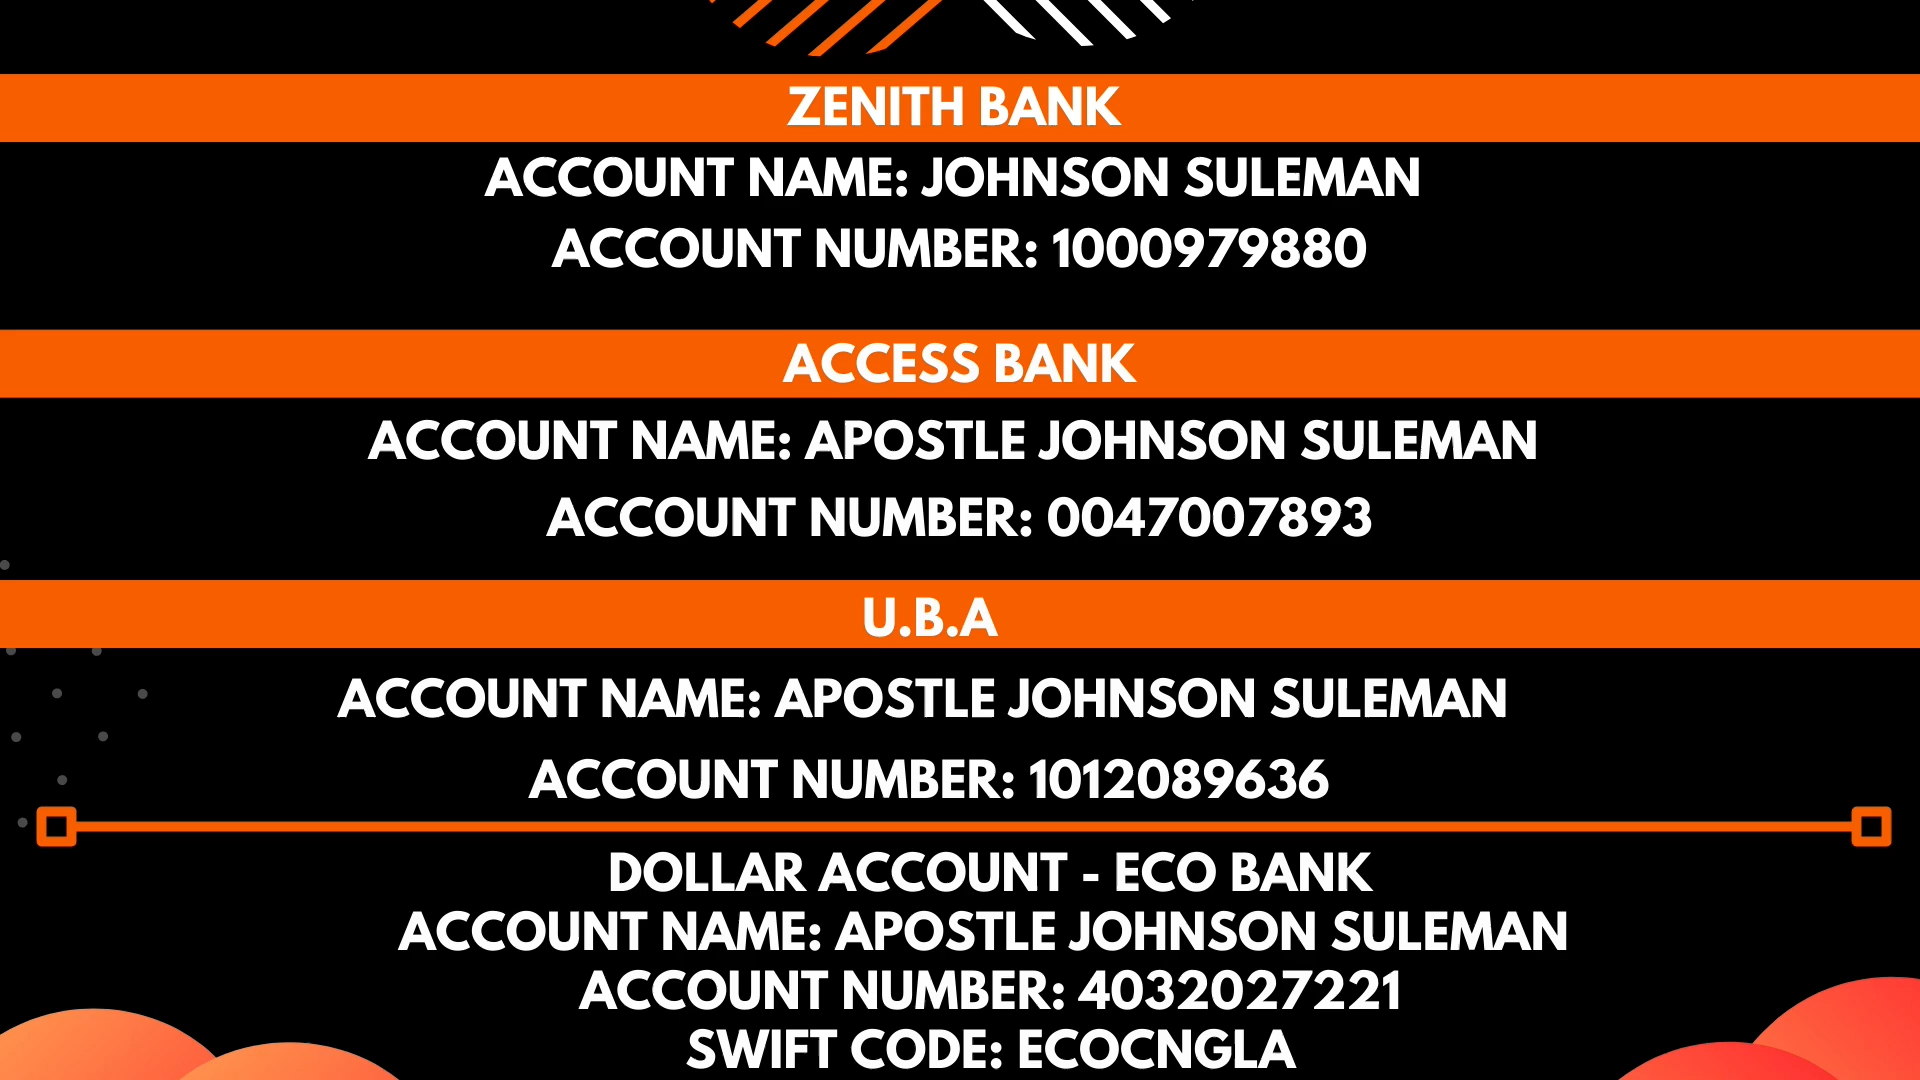 ZENITH BANK
ACCOUNT NAME: JOHNSON SULEMAN
ACCOUNT NUMBER: 1000979880
ACCESS BANK
ACCOUNT NAME: APOSTLE JOHNSON SULEMAN
ACCOUNT NUMBER: 0047007893
U.B.A
ACCOUNT NAME: APOSTLE JOHNSON SULEMAN
ACCOUNT NUMBER: 1012089636
DOLLAR ACCOUNT - ECO BANK
ACCOUNT NAME: APOSTLE JOHNSON SULEMAN
ACCOUNT NUMBER: 4032027221
SWIFT CODE: ECOCNGLA